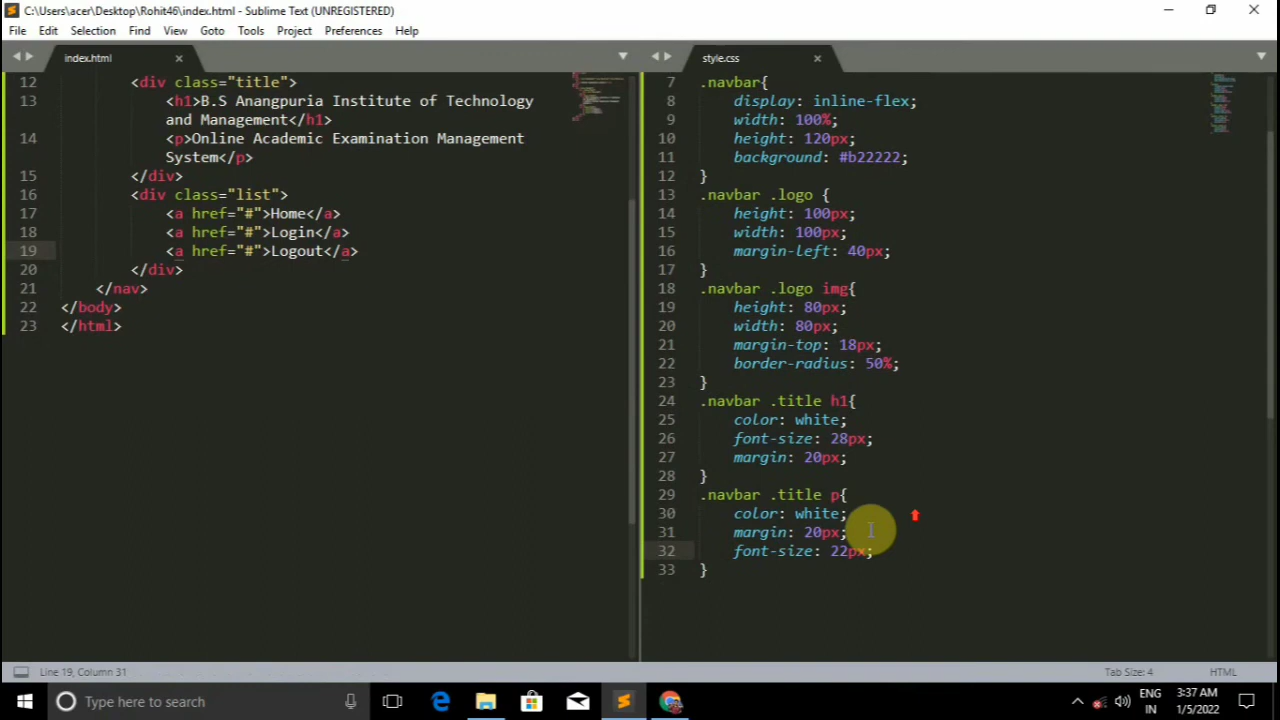 C:\Users\acer\Desktop\Rohit46\index.html - Sublime Text (UNREGISTERED)
File Edit Selection Find View Goto Tools Project Preferences Help
index.html
12 <div class="title">
13 <h1>B.S Anangpuria Institute of Technology
and Management</h1>
14 <p>Online Academic Examination Management
System</p>
15 </div>
16 <div class="list">
17 <a href="#">Home</a>
18 <a href="#">Login</a>
19 <a href="#">Logout</a>
20 </div>
21 </nav>
22 </body>
23 </html>
style.css
7 .navbar{
8 display: inline-flex;
9 width: 100%;
10 height: 120px;
11 background: #b22222;
12 }
13 .navbar .logo {
14 height: 100px;
15 width: 100px;
16 margin-left: 40px;
17 }
18 .navbar .logo img{
19 height: 80px;
20 width: 80px;
21 margin-top: 18px;
22 border-radius: 50%;
23 }
24 .navbar .title h1{
25 color: white;
26 font-size: 28px;
27 margin: 20px;
28 }
29 .navbar .title p{
30 color: white;
31 margin: 20px;
32 font-size: 22px;
33 }
Line 19, Column 31
Tab Size: 4 HTML
Type here to search
ENG
IN
3:37 AM
1/5/2022